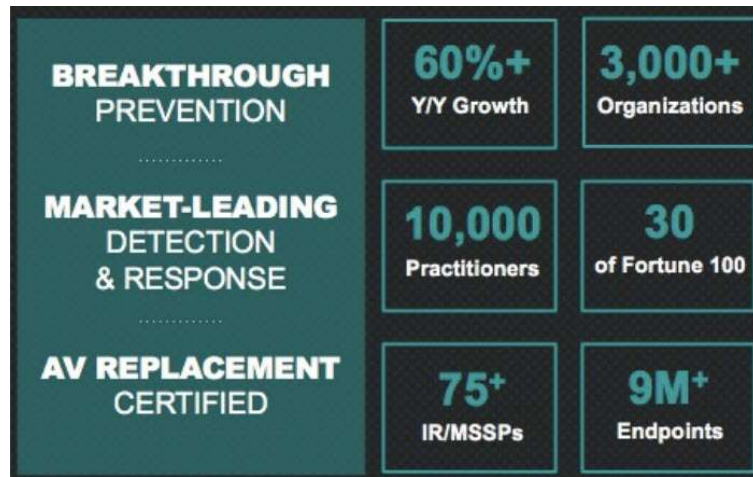 BREAKTHROUGH
PREVENTION
MARKET-LEADING
DETECTION
& RESPONSE
AV REPLACEMENT
CERTIFIED
60%+
Y/Y Growth
3,000+
Organizations
10,000
Practitioners
30
of Fortune 100
75+
IR/MSSPs
9M+
Endpoints